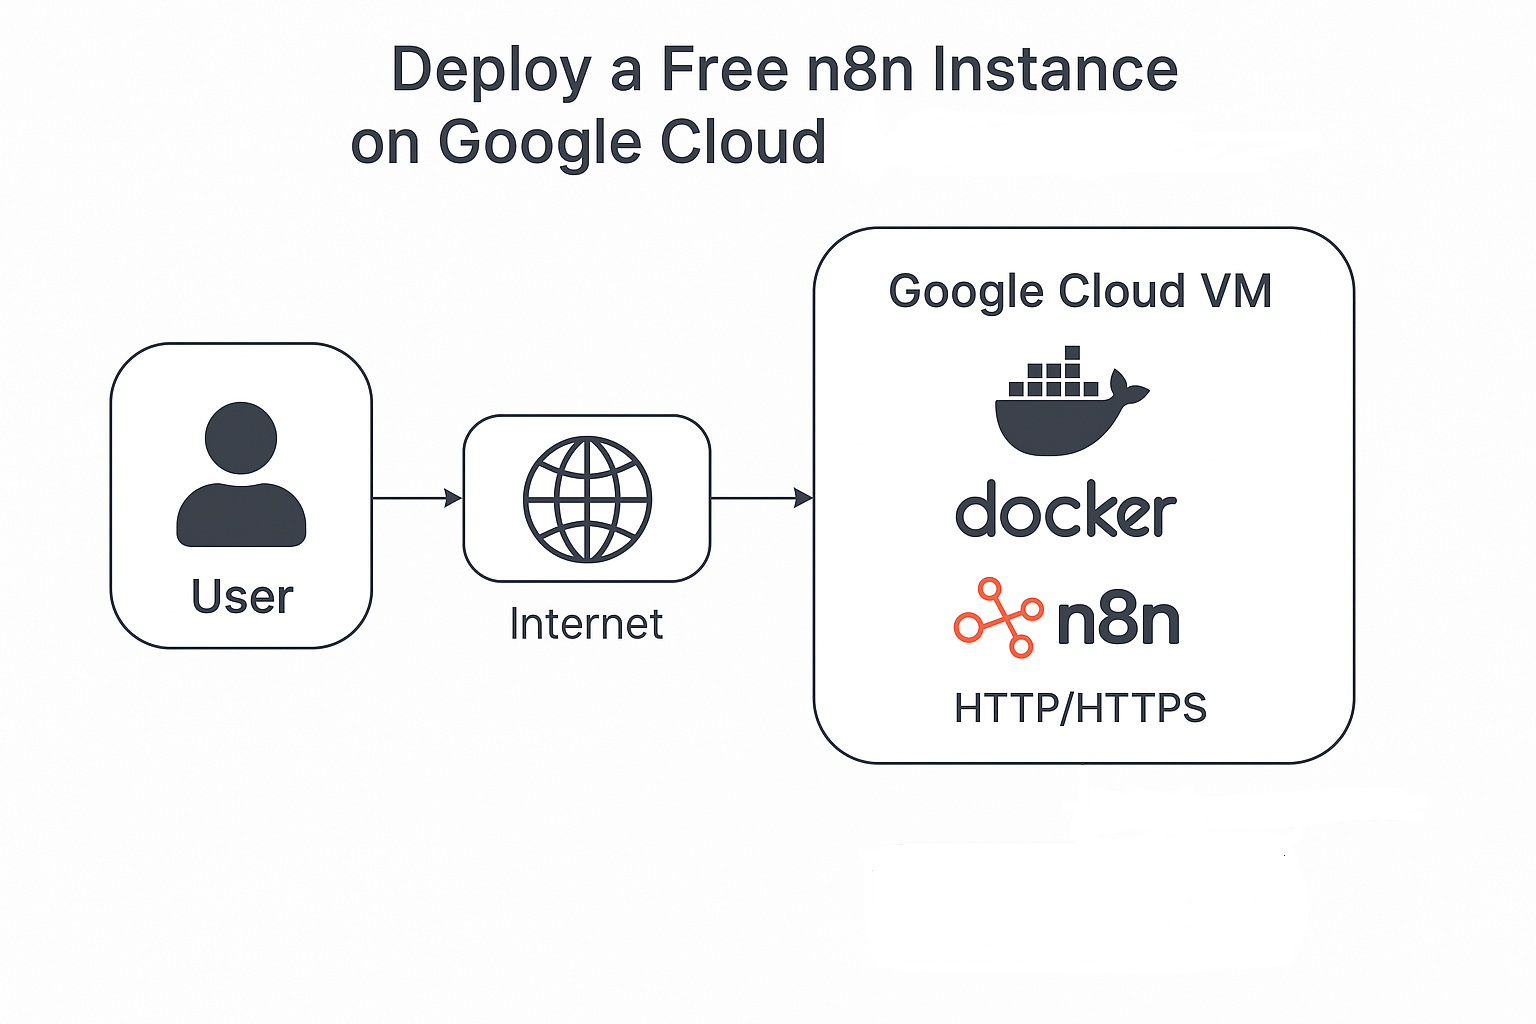 Deploy a Free n8n Instance
on Google Cloud
Google Cloud VM
docker
n8n
HTTP/HTTPS
User
Internet